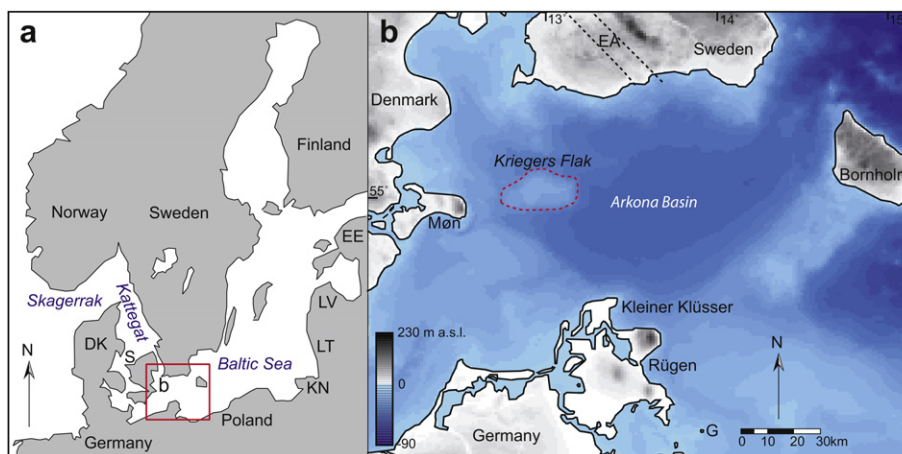 a
Finland
Norway
Sweden
EE
Skagerrak
Kattegat
LV
DK
LT
S
N
Baltic Sea
b
KN
Poland
Germany
b
13°
14°
15
EA
Sweden
Denmark
Kriegers Flak
55°
Bornholm
Arkona Basin
Møn
Kleiner Klüsser
230 m a.s.l.
N
0
Rügen
-90
Germany
G
0 10 20 30km